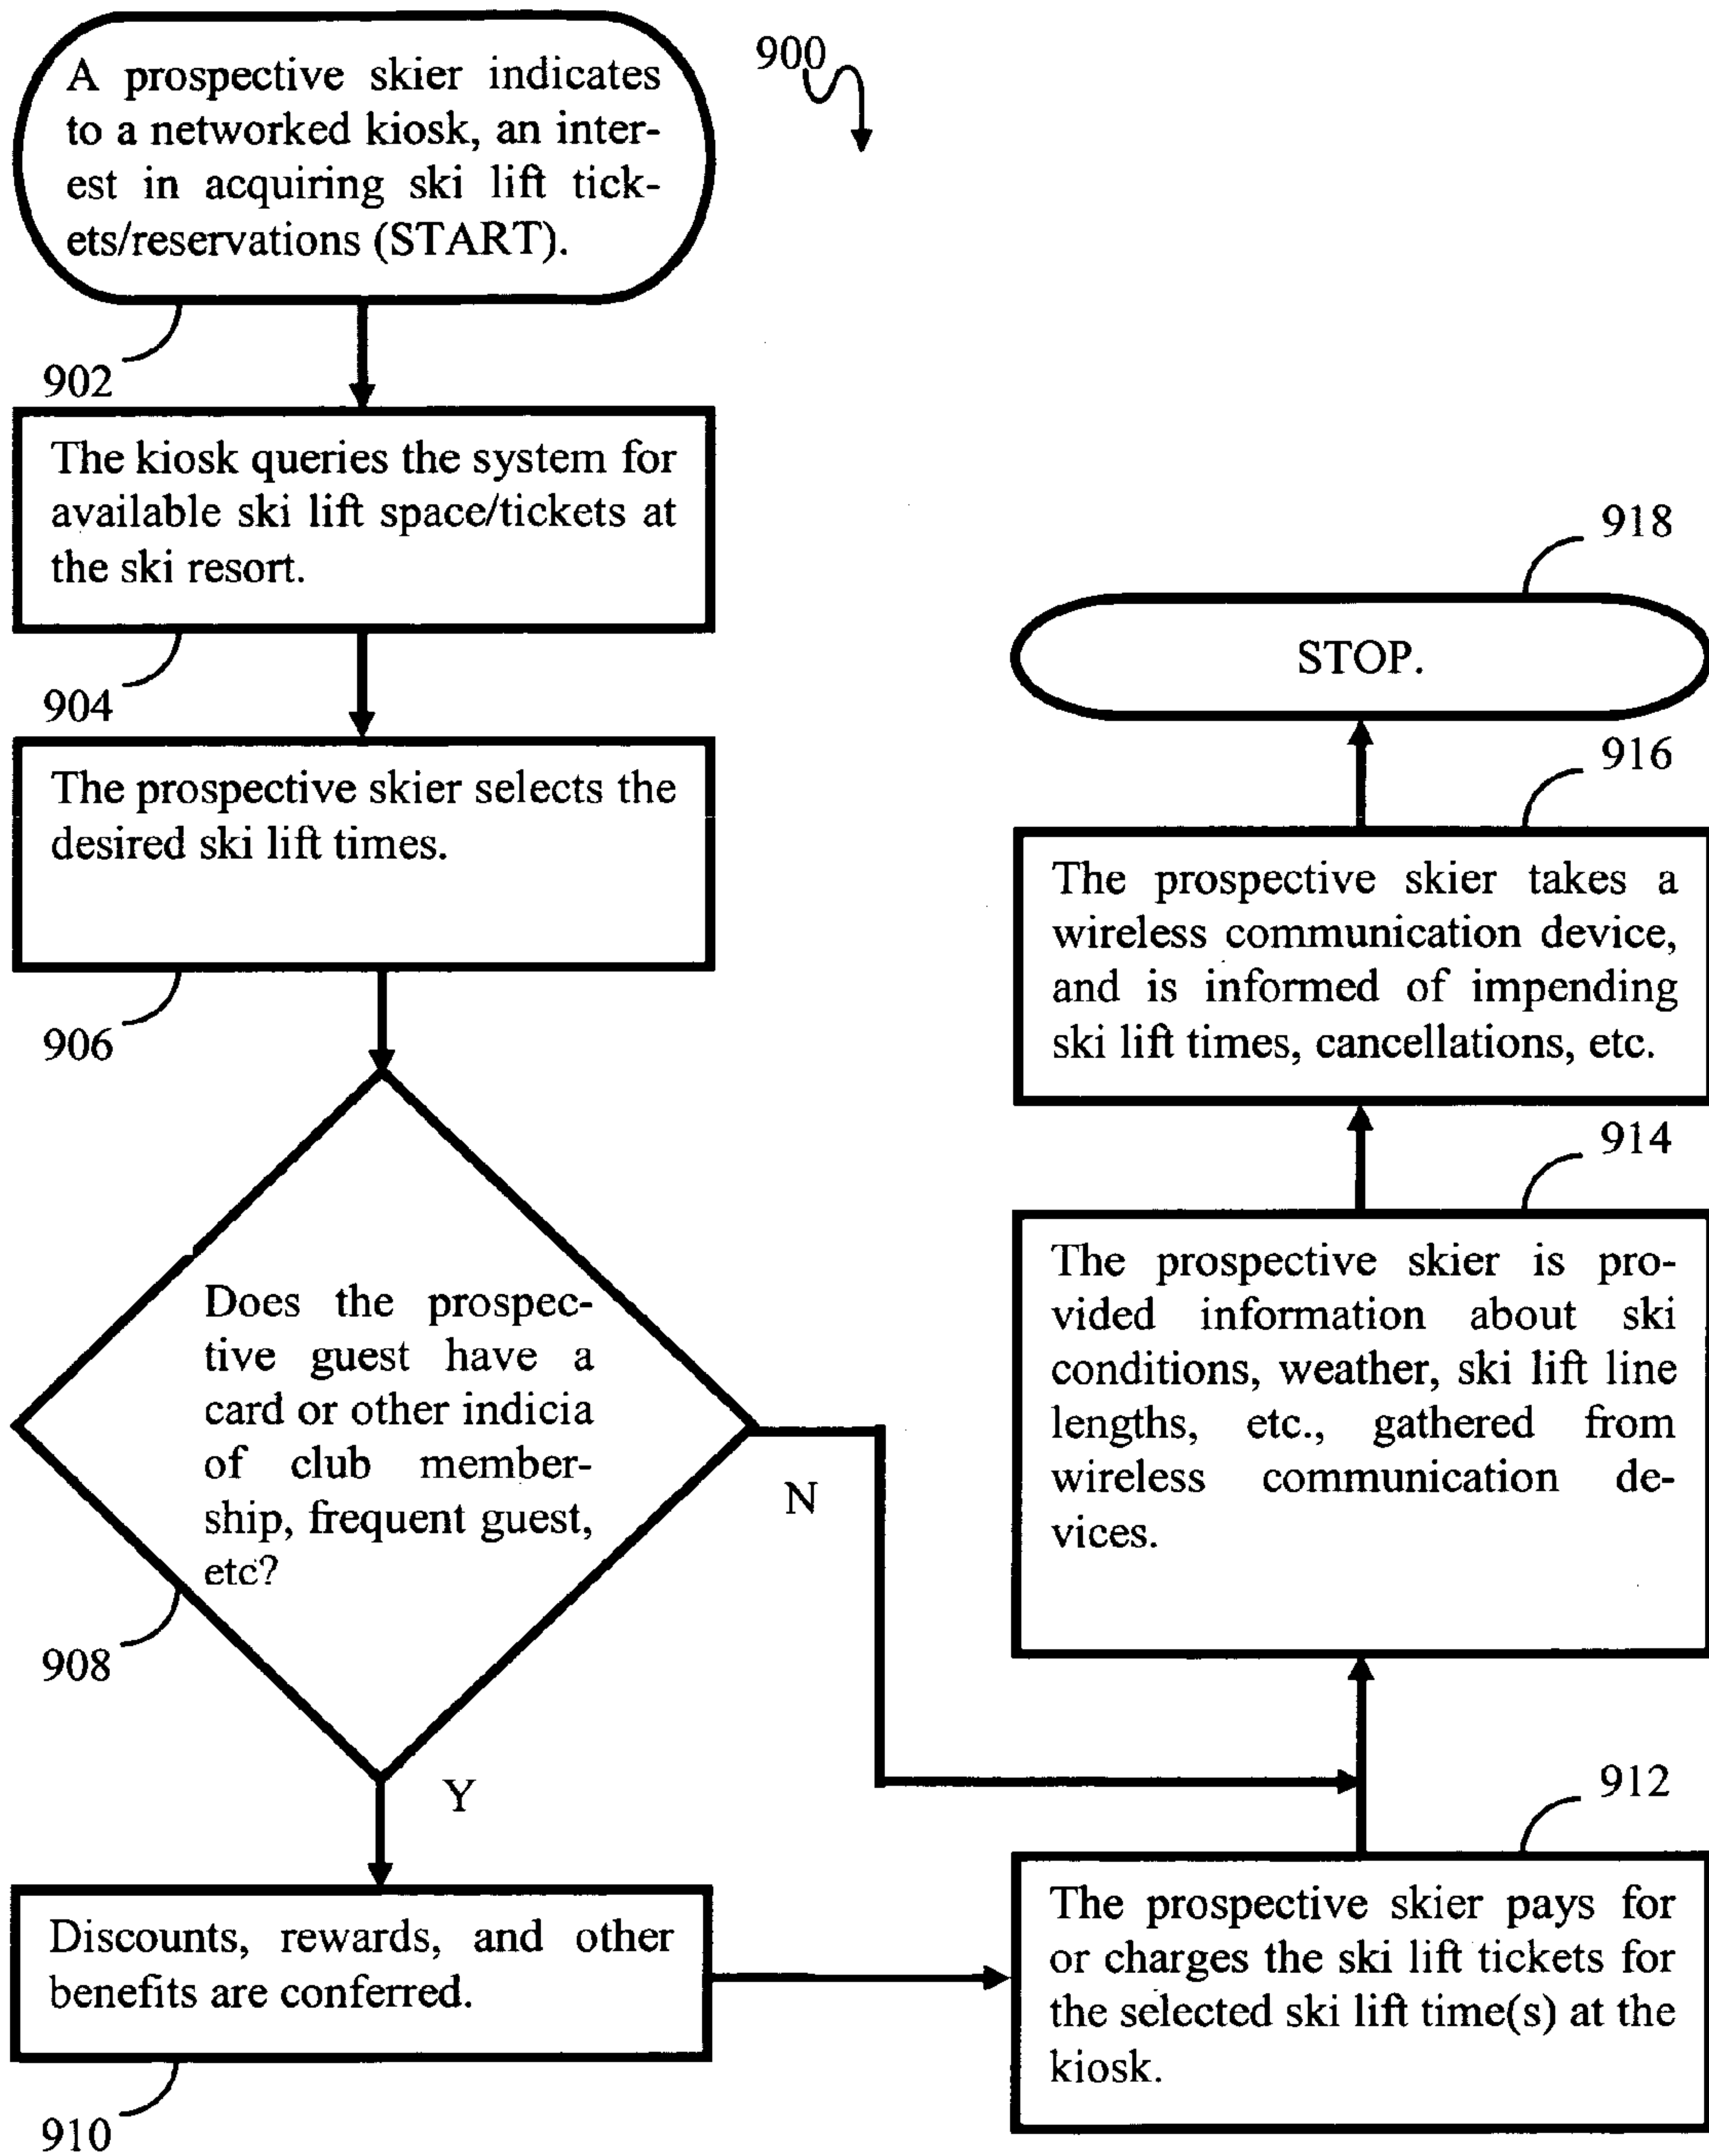 A prospective skier indicates
to a networked kiosk, an inter-
est in acquiring ski lift tick-
ets/reservations (START).
900
902
The kiosk queries the system for
available ski lift space/tickets at
the ski resort.
904
The prospective skier selects the
desired ski lift times.
906
Does the prospec-
tive guest have a
card or other indicia
of club member-
ship, frequent guest,
etc?
908
N
Y
Discounts, rewards, and other
benefits are conferred.
910
912
The prospective skier pays for
or charges the ski lift tickets for
the selected ski lift time(s) at the
kiosk.
914
The prospective skier is pro-
vided information about ski
conditions, weather, ski lift line
lengths, etc., gathered from
wireless communication de-
vices.
916
The prospective skier takes a
wireless communication device,
and is informed of impending
ski lift times, cancellations, etc.
918
STOP.